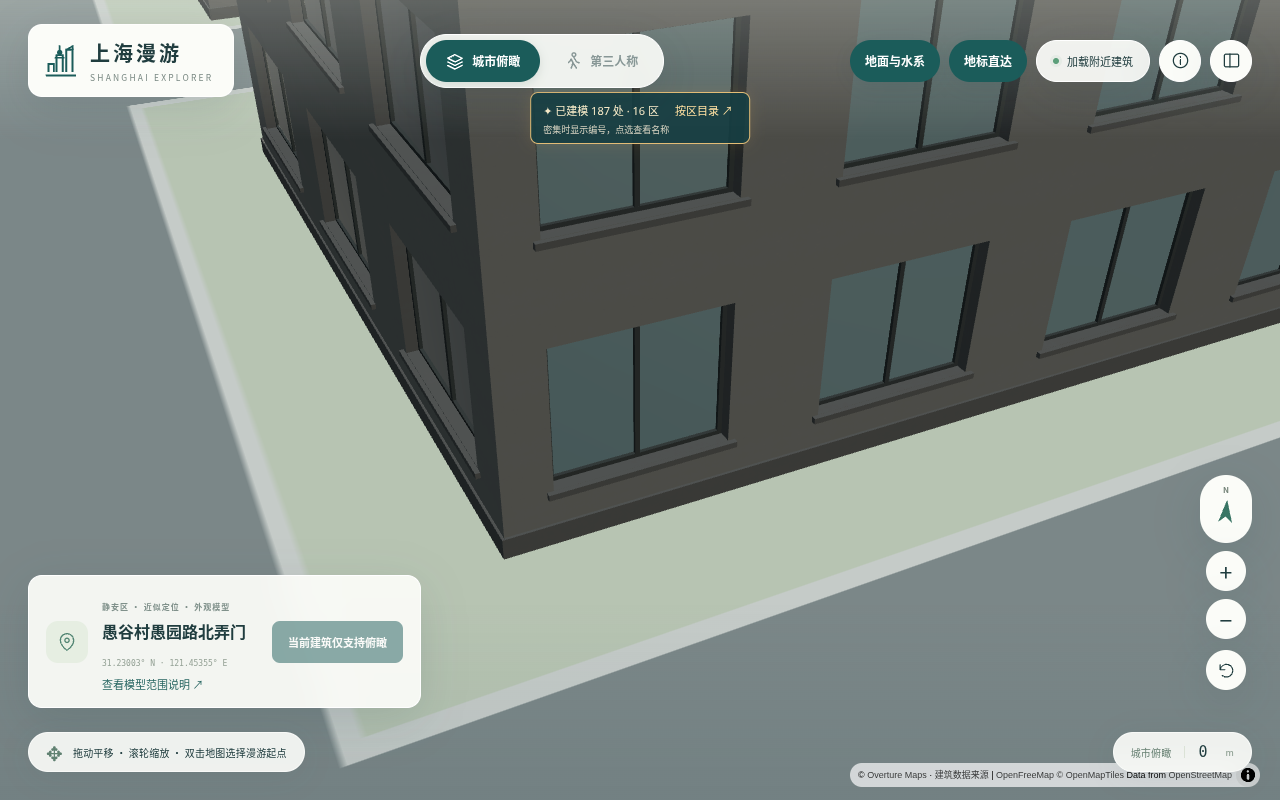 上海漫游
SHANGHAI EXPLORER
城市俯瞰
第三人称
地面与水系
地标直达
加载附近建筑
✦ 已建模 187 处 · 16 区 按区目录 ↗
密集时显示编号，点选查看名称
N
+
−
静安区 · 近似定位 · 外观模型
愚谷村愚园路北弄门
31.23003° N · 121.45355° E
查看模型范围说明 ↗
当前建筑仅支持俯瞰
拖动平移 · 滚轮缩放 · 双击地图选择漫游起点
城市俯瞰 0 m
© Overture Maps · 建筑数据来源 | OpenFreeMap © OpenMapTiles Data from OpenStreetMap